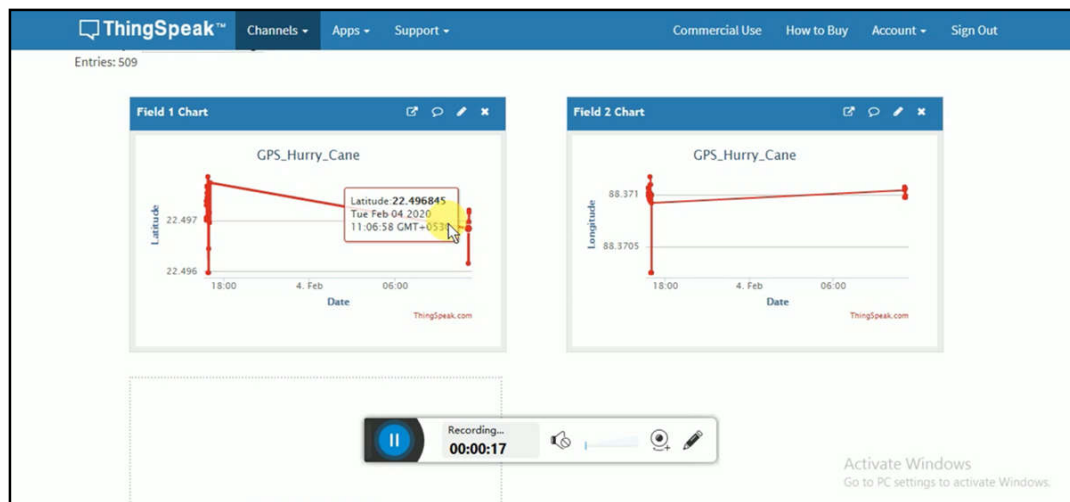 ThingSpeak™ Channels Apps Support Commercial Use How to Buy Account Sign Out
Entries: 509
Field 1 Chart
GPS_Hurry_Cane
Latitude
22.497
22.496
Latitude:22.496845
Tue Feb 04 2020
11:06:58 GMT+0530
18:00 4. Feb 06:00
Date
ThingSpeak.com
Field 2 Chart
GPS_Hurry_Cane
Longitude
88.371
88.3705
18:00 4. Feb 06:00
Date
ThingSpeak.com
Recording...
00:00:17
Activate Windows
Go to PC settings to activate Windows.